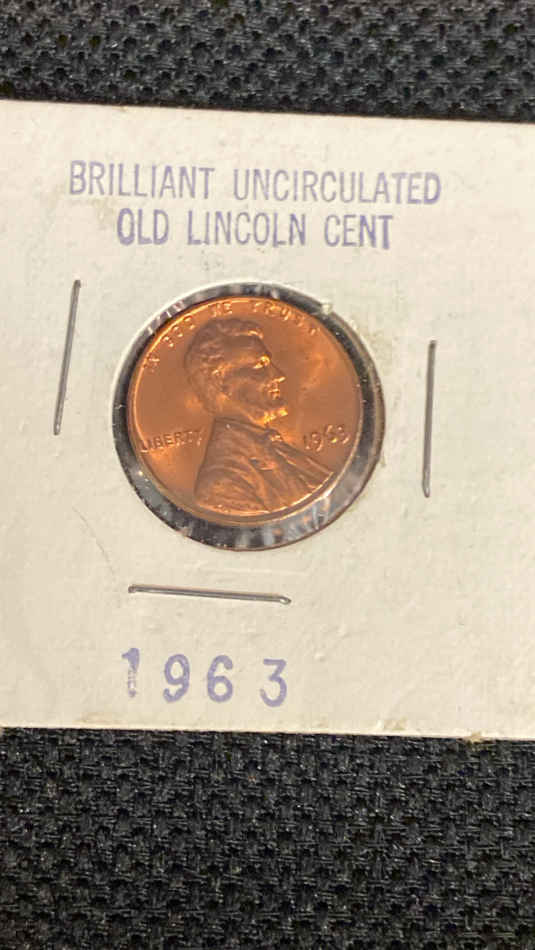 BRILLIANT UNCIRCULATED
OLD LINCOLN CENT
IN GOD WE TRUST
LIBERTY
1963
1963